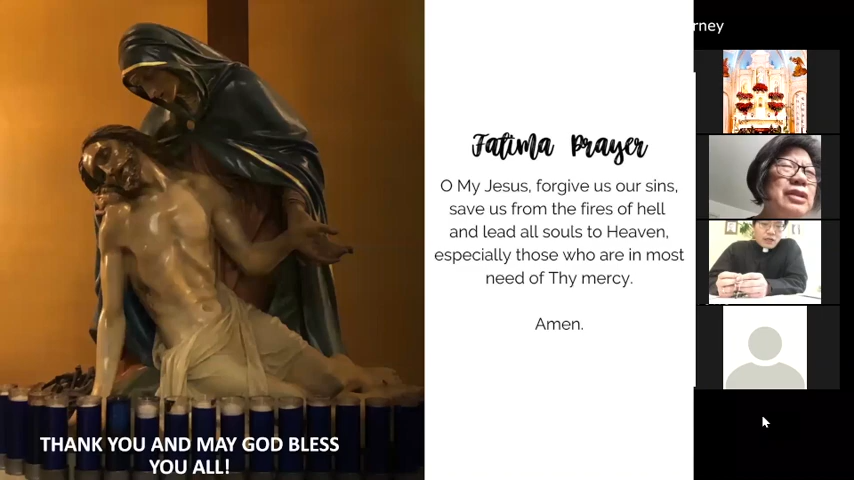 THANK YOU AND MAY GOD BLESS
YOU ALL!
Fatima Prayer
O My Jesus, forgive us our sins,
save us from the fires of hell
and lead all souls to Heaven,
especially those who are in most
need of Thy mercy.
Amen.
rney